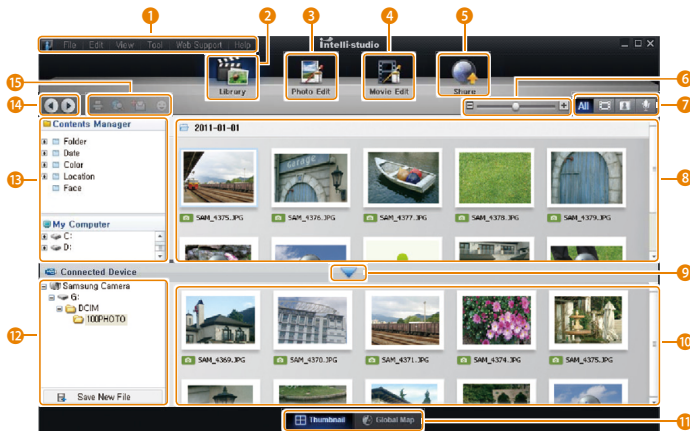 1 2 3 4 5
File Edit View Tool Web Support Help
intelli-studio
Library Photo Edit Movie Edit Share
15
6
14
All
7
Contents Manager
Folder
Date
Color
Location
Face
13
2011-01-01
Garage
8
SAM_4375.JPG SAM_4376.JPG SAM_4377.JPG SAM_4378.JPG SAM_4379.JPG
My Computer
C:
D:
Connected Device
9
Samsung Camera
G:
DCIM
100PHOTO
12
10
SAM_4369.JPG SAM_4370.JPG SAM_4371.JPG SAM_4374.JPG SAM_4375.JPG
Save New File
Thumbnail Global Map
11